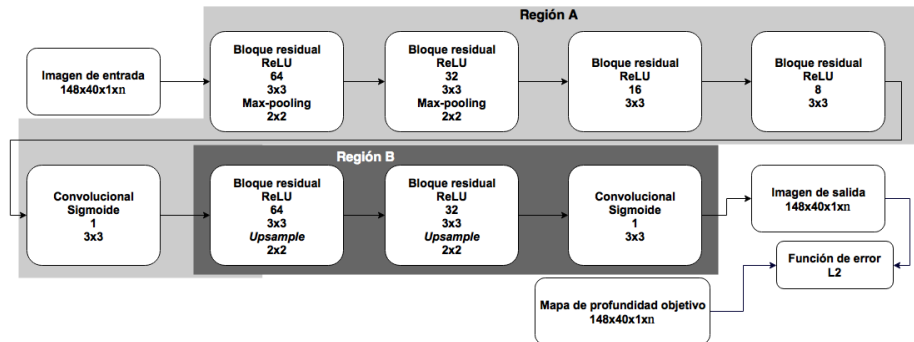 Región A
Imagen de entrada
148x40x1xn
Bloque residual
ReLU
64
3x3
Max-pooling
2x2
Bloque residual
ReLU
32
3x3
Max-pooling
2x2
Bloque residual
ReLU
16
3x3
Bloque residual
ReLU
8
3x3
Región B
Convolucional
Sigmoide
1
3x3
Bloque residual
ReLU
64
3x3
Upsample
2x2
Bloque residual
ReLU
32
3x3
Upsample
2x2
Convolucional
Sigmoide
1
3x3
Imagen de salida
148x40x1xn
Función de error
L2
Mapa de profundidad objetivo
148x40x1xn